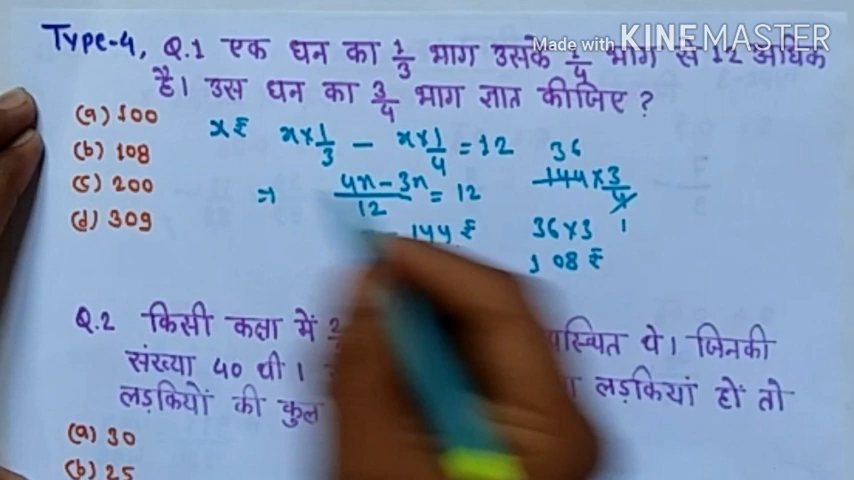 Made with KINEMASTER
Type-4, Q.1 एक धन का 1/3 भाग उसके 1/4 भाग से 12 अधिक
है। उस धन का 3/4 भाग ज्ञात कीजिए ?
(a) 100
(b) 108
(c) 200
(d) 309
x₹ x×1/3 - x×1/4 = 12
⇒ 4x-3x/12 = 12
144₹
36
144×3/4
1
36×3
108₹
Q.2 किसी कक्षा में थे। जिनकी
संख्या 40 थी। लड़कियां हों तो
लड़कियों की कुल
(a) 30
(b) 25